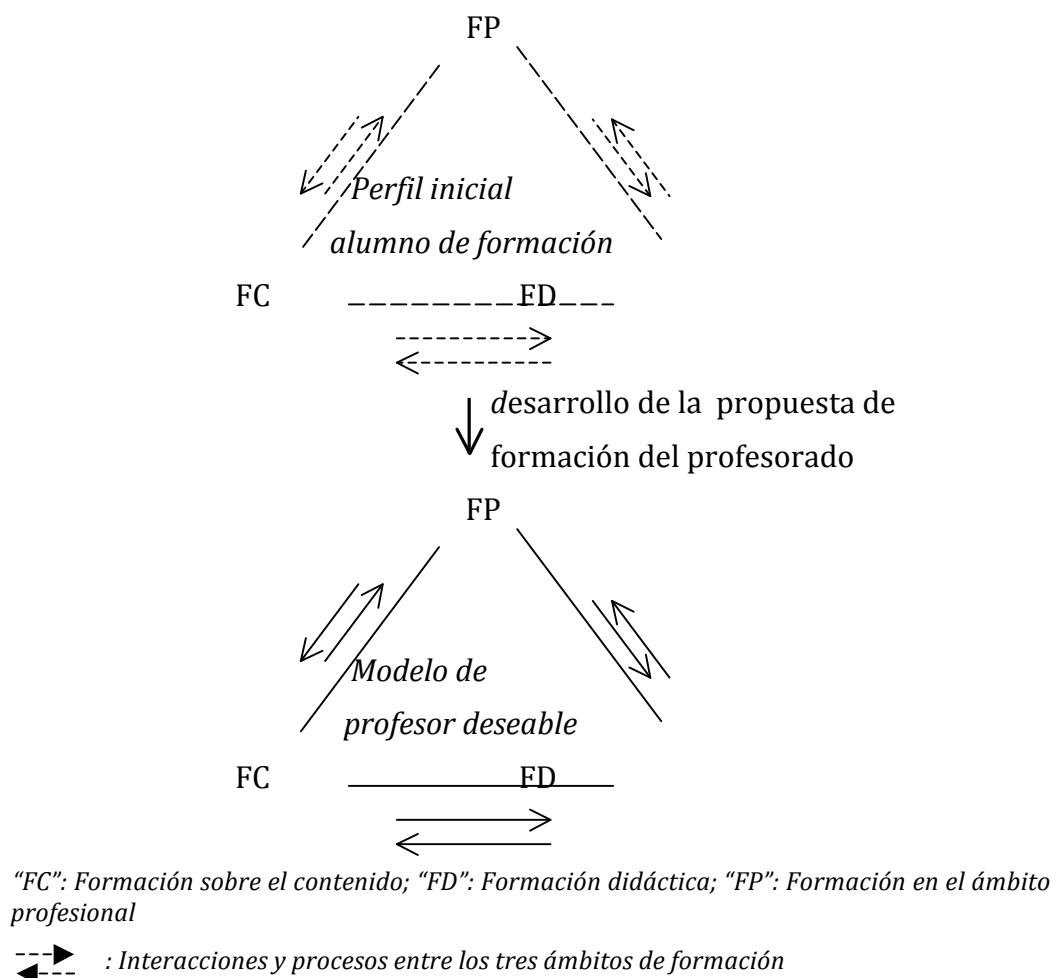 FP
Perfil inicial
alumno de formación
FC FD
desarrollo de la propuesta de
formación del profesorado
FP
Modelo de
profesor deseable
FC FD
“FC”: Formación sobre el contenido; “FD”: Formación didáctica; “FP”: Formación en el ámbito
profesional
: Interacciones y procesos entre los tres ámbitos de formación